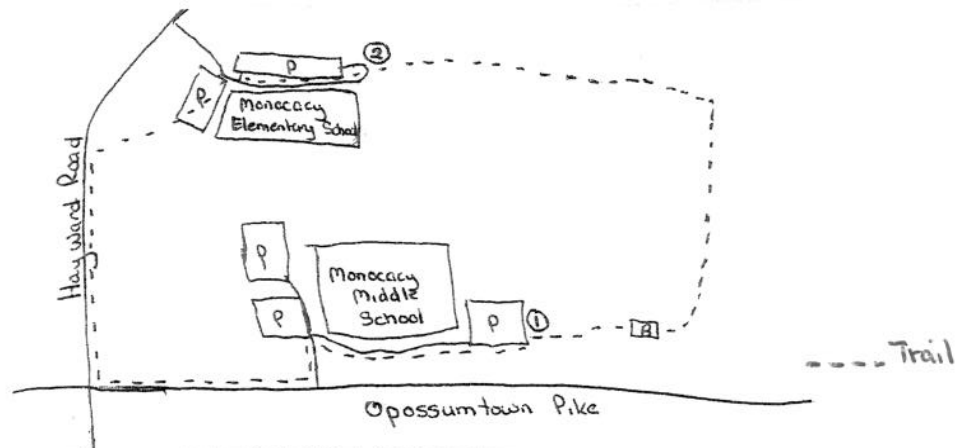 ②
P
P
Monocacy
Elementary School
Hayward Road
P
Monocacy
Middle
School
P
P
①
B
Trail
Opossumtown Pike